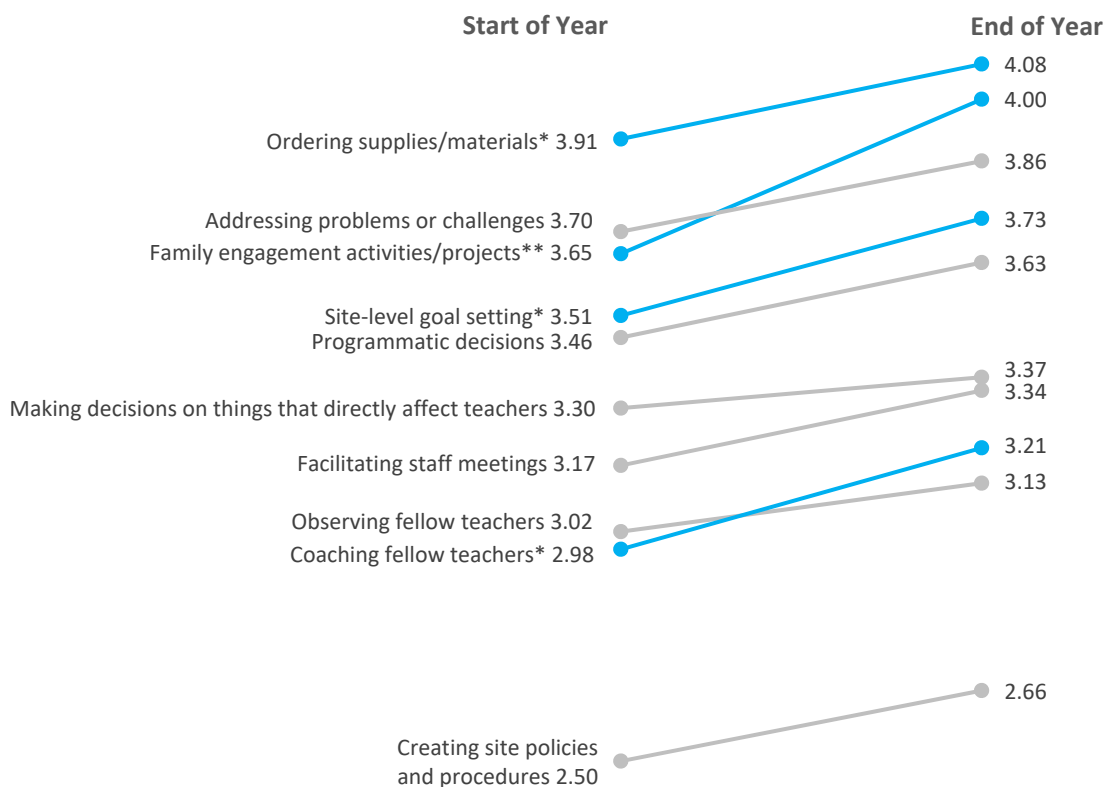 Start of Year
End of Year
4.08
4.00
Ordering supplies/materials* 3.91
3.86
Addressing problems or challenges 3.70
3.73
Family engagement activities/projects** 3.65
3.63
Site-level goal setting* 3.51
Programmatic decisions 3.46
3.37
3.34
Making decisions on things that directly affect teachers 3.30
3.21
Facilitating staff meetings 3.17
3.13
Observing fellow teachers 3.02
Coaching fellow teachers* 2.98
2.66
Creating site policies
and procedures 2.50